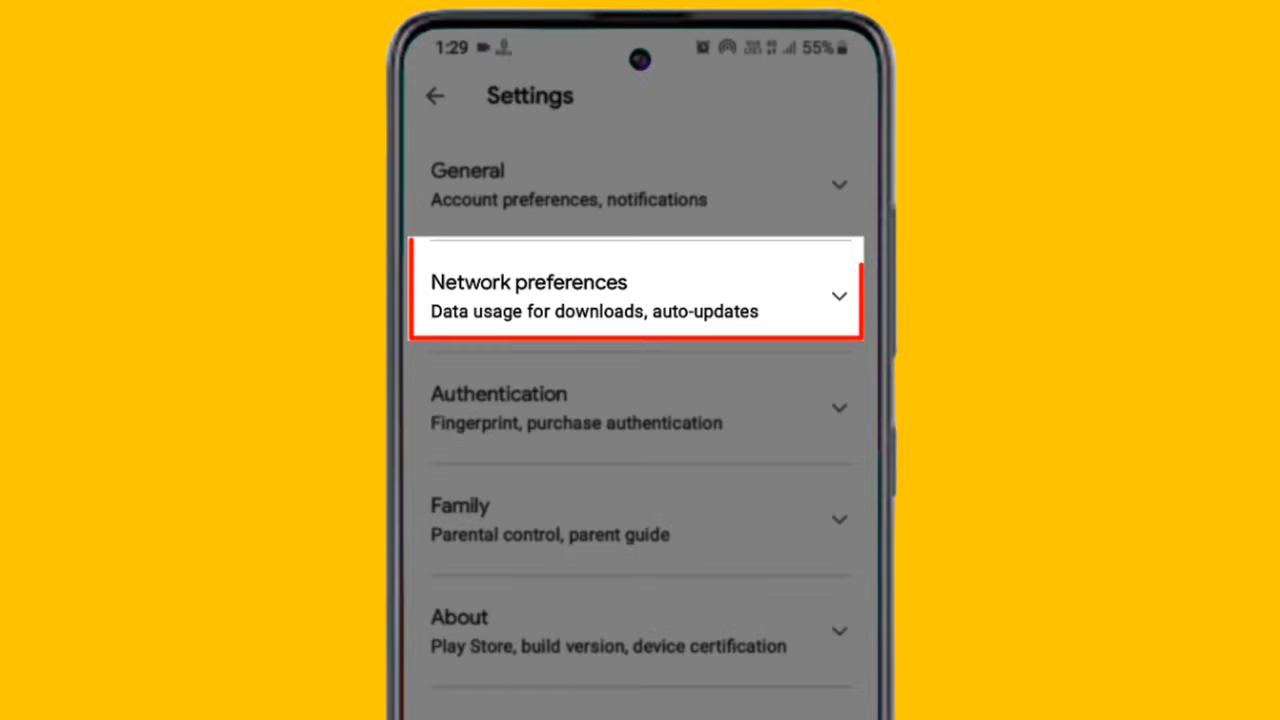 1:29 55%
Settings
General
Account preferences, notifications
Network preferences
Data usage for downloads, auto-updates
Authentication
Fingerprint, purchase authentication
Family
Parental control, parent guide
About
Play Store, build version, device certification